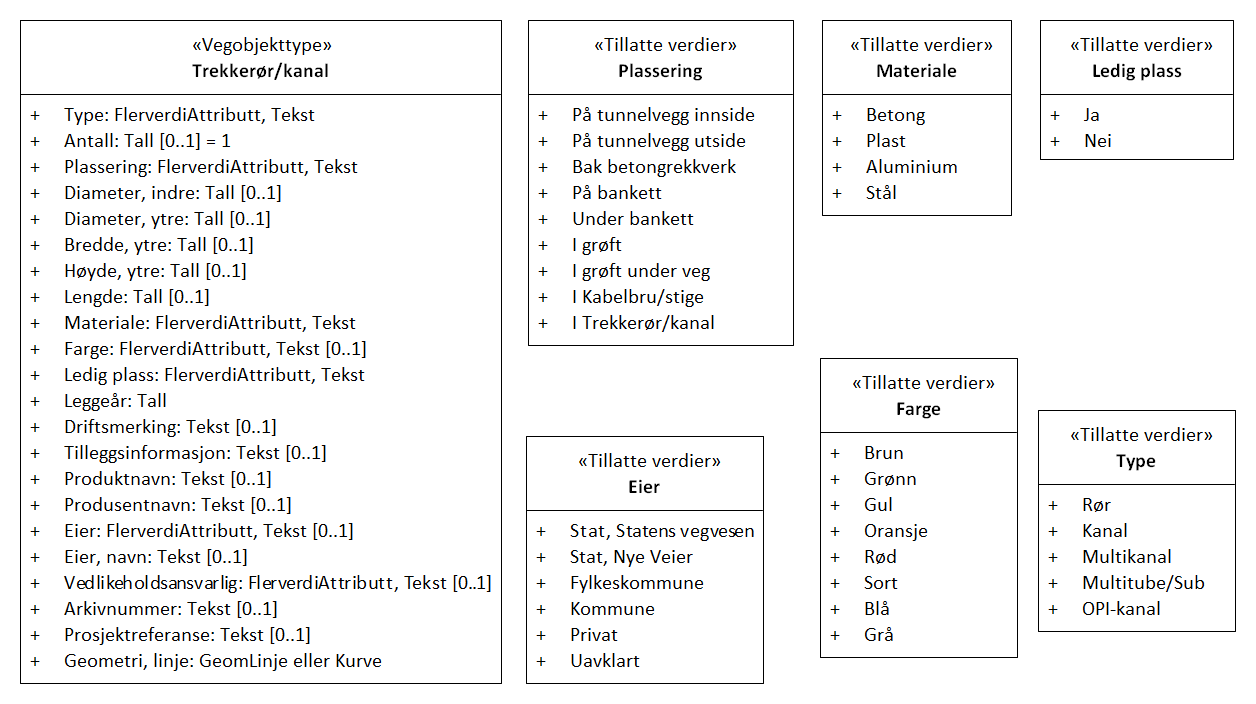 «Vegobjekttype»
Trekkerør/kanal
+ Type: FlerverdiAttributt, Tekst
+ Antall: Tall [0..1] = 1
+ Plassering: FlerverdiAttributt, Tekst
+ Diameter, indre: Tall [0..1]
+ Diameter, ytre: Tall [0..1]
+ Bredde, ytre: Tall [0..1]
+ Høyde, ytre: Tall [0..1]
+ Lengde: Tall [0..1]
+ Materiale: FlerverdiAttributt, Tekst
+ Farge: FlerverdiAttributt, Tekst [0..1]
+ Ledig plass: FlerverdiAttributt, Tekst
+ Leggeår: Tall
+ Driftsmerking: Tekst [0..1]
+ Tilleggsinformasjon: Tekst [0..1]
+ Produktnavn: Tekst [0..1]
+ Produsentnavn: Tekst [0..1]
+ Eier: FlerverdiAttributt, Tekst [0..1]
+ Eier, navn: Tekst [0..1]
+ Vedlikeholdsansvarlig: FlerverdiAttributt, Tekst [0..1]
+ Arkivnummer: Tekst [0..1]
+ Prosjektreferanse: Tekst [0..1]
+ Geometri, linje: GeomLinje eller Kurve
«Tillatte verdier»
Plassering
+ På tunnelvegg innside
+ På tunnelvegg utside
+ Bak betongrekkverk
+ På bankett
+ Under bankett
+ I grøft
+ I grøft under veg
+ I Kabelbru/stige
+ I Trekkerør/kanal
«Tillatte verdier»
Materiale
+ Betong
+ Plast
+ Aluminium
+ Stål
«Tillatte verdier»
Ledig plass
+ Ja
+ Nei
«Tillatte verdier»
Eier
+ Stat, Statens vegvesen
+ Stat, Nye Veier
+ Fylkeskommune
+ Kommune
+ Privat
+ Uavklart
«Tillatte verdier»
Farge
+ Brun
+ Grønn
+ Gul
+ Oransje
+ Rød
+ Sort
+ Blå
+ Grå
«Tillatte verdier»
Type
+ Rør
+ Kanal
+ Multikanal
+ Multitube/Sub
+ OPI-kanal